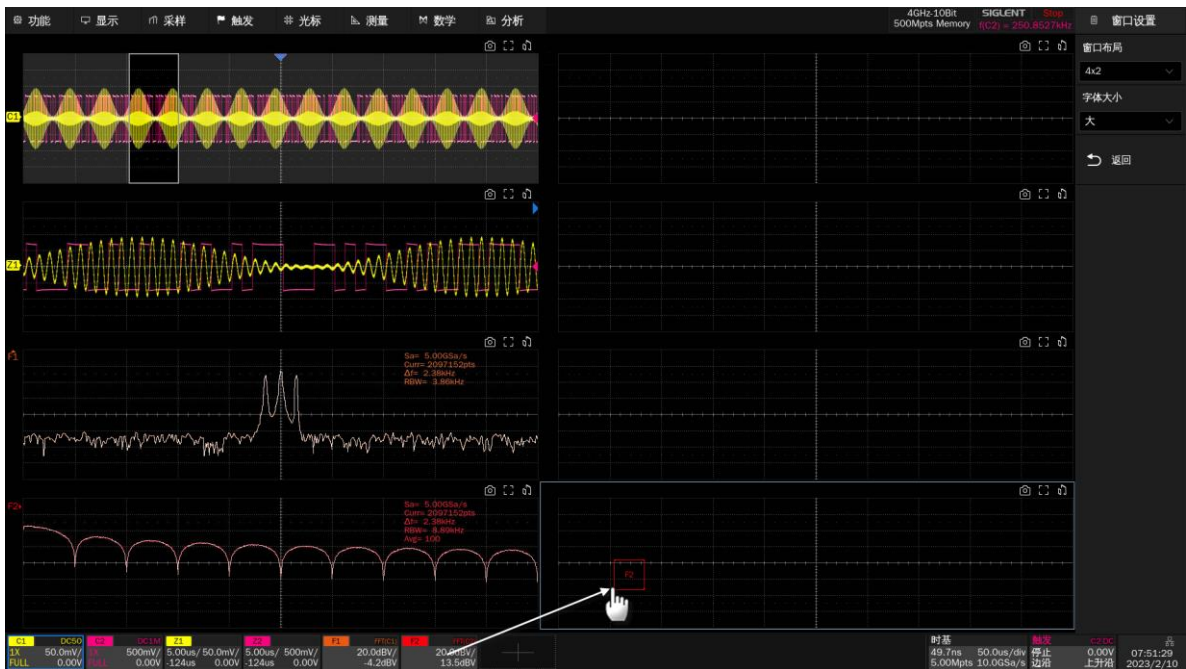 功能 显示 采样 触发 光标 测量 数学 分析
4GHz-10Bit SIGLENT Stop
500Mpts Memory f(C2) = 250.8527kHz
窗口设置
窗口布局
4x2
字体大小
大
返回
C1
Z1
F1
Sa= 5.00GSa/s
Curr= 2097152pts
Δf= 2.38kHz
RBW= 3.86kHz
F2
Sa= 5.00GSa/s
Curr= 2097152pts
Δf= 2.38kHz
RBW= 8.69kHz
Avg= 100
F2
C1 DC50
1X 50.0mV/
FULL 0.00V
C2 DC1M
1X 500mV/
FULL 0.00V
Z1
5.00us/ 50.0mV/
-124us 0.00V
Z2
5.00us/ 500mV/
-124us 0.00V
F1 FFT(C1)
20.0dBV/
-4.2dBV
F2 FFT(C2)
20.0dBV/
13.5dBV
时基
49.7ns 50.0us/div
5.00Mpts 10.0GSa/s
触发 C2 DC
停止 0.00V
边沿 上升沿
07:51:29
2023/2/10